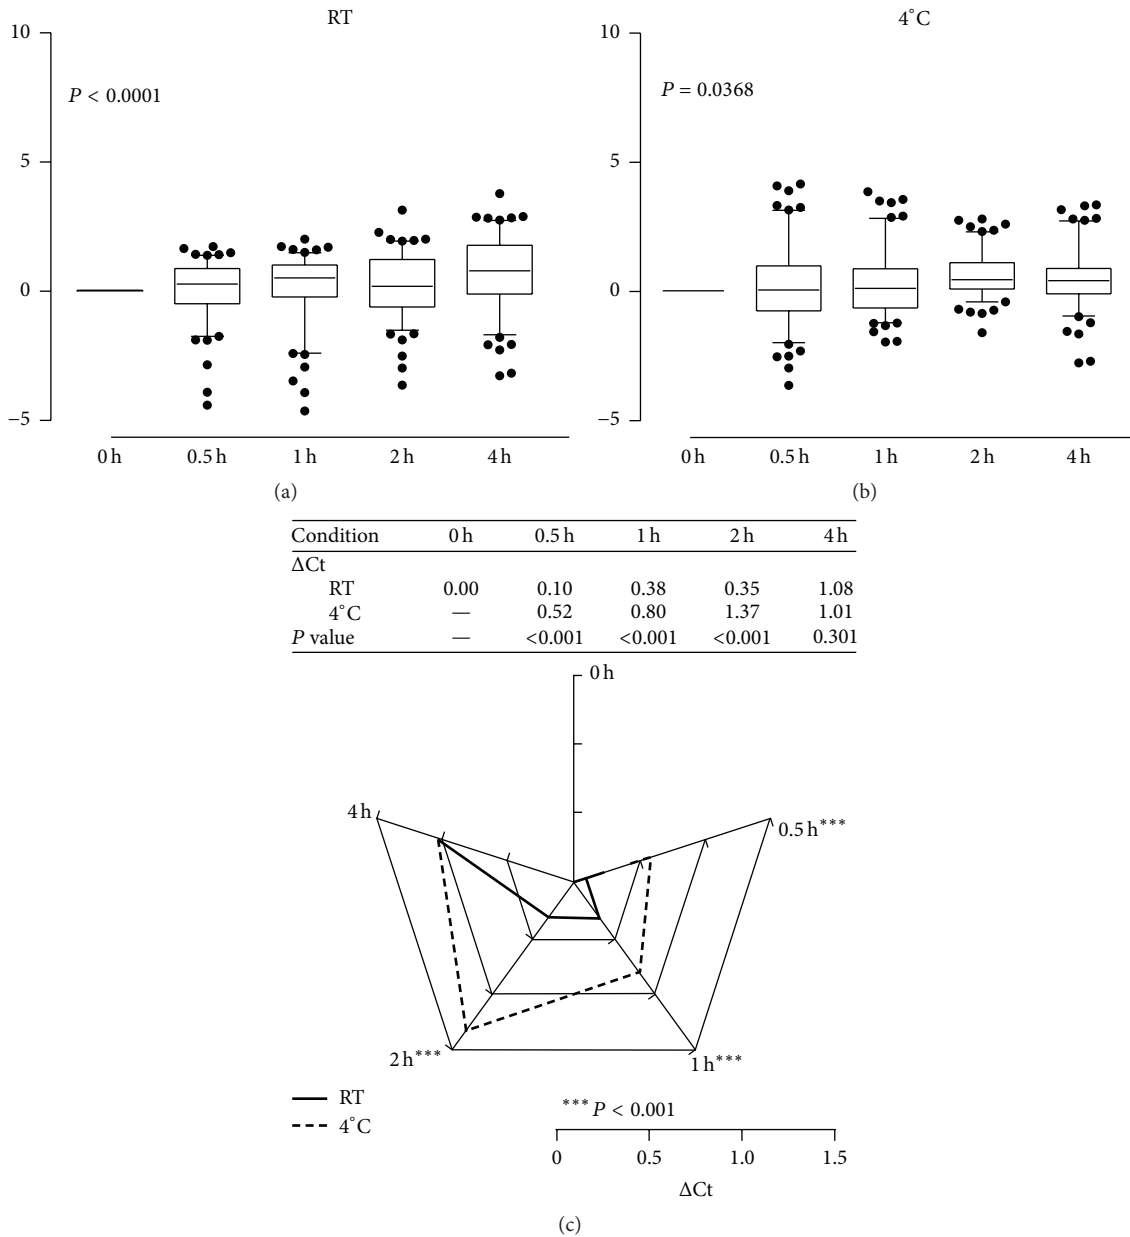 RT
10
P < 0.0001
5
0
−5
0 h 0.5 h 1 h 2 h 4 h
(a)
4°C
10
P = 0.0368
5
0
−5
0 h 0.5 h 1 h 2 h 4 h
(b)
Condition 0 h 0.5 h 1 h 2 h 4 h
ΔCt
RT 0.00 0.10 0.38 0.35 1.08
4°C — 0.52 0.80 1.37 1.01
P value — <0.001 <0.001 <0.001 0.301
0 h
4 h
0.5 h***
2 h***
1 h***
RT
4°C
*** P < 0.001
0 0.5 1.0 1.5
ΔCt
(c)